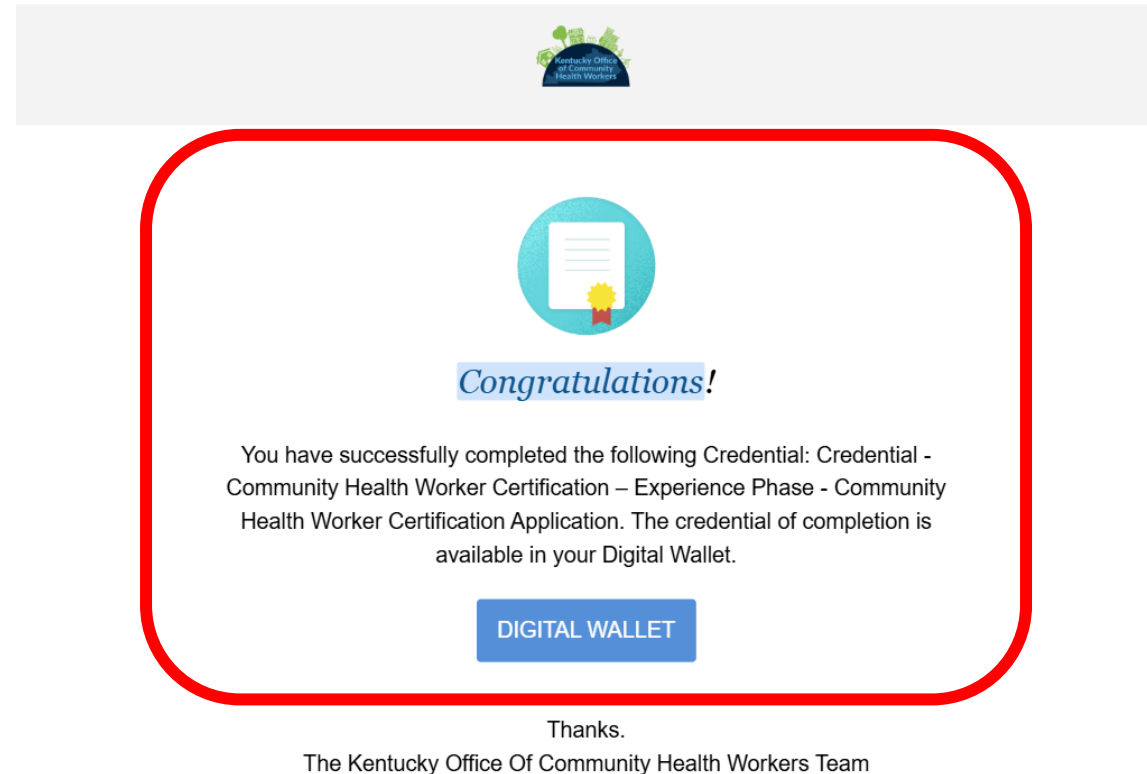 Kentucky Office
of Community
Health Workers
Congratulations!
You have successfully completed the following Credential: Credential -
Community Health Worker Certification – Experience Phase - Community
Health Worker Certification Application. The credential of completion is
available in your Digital Wallet.
DIGITAL WALLET
Thanks.
The Kentucky Office Of Community Health Workers Team